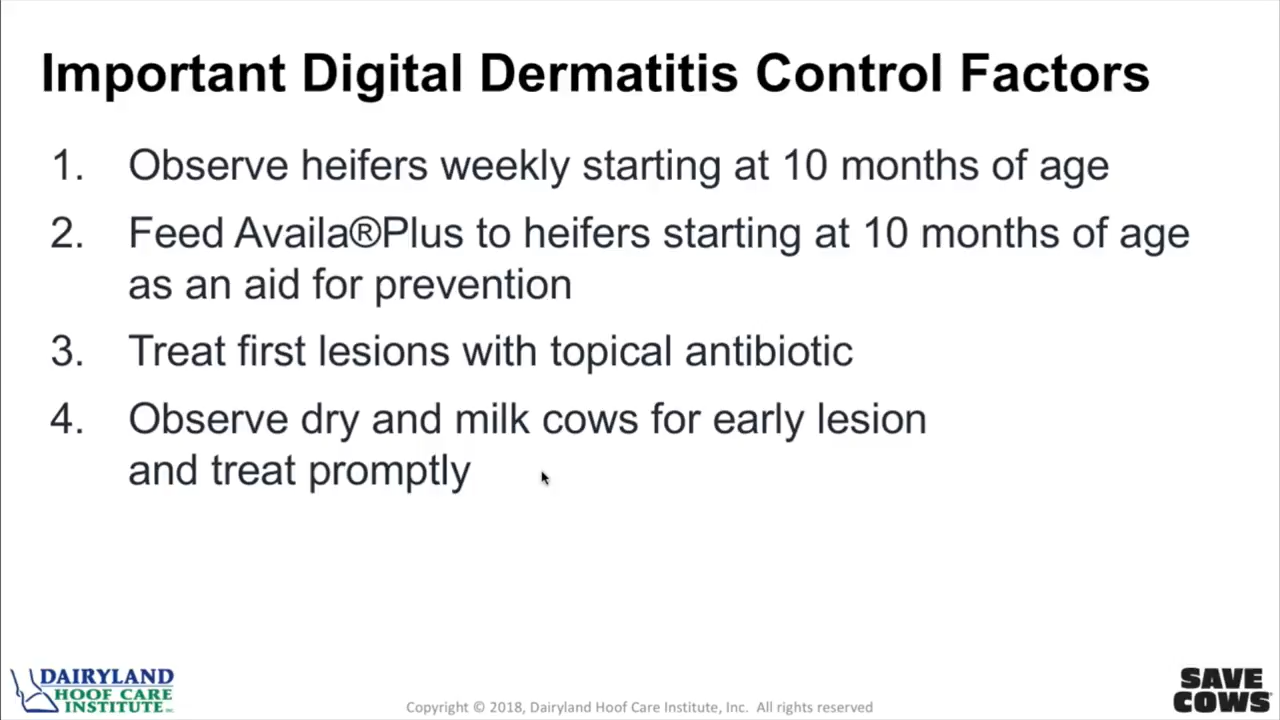 Important Digital Dermatitis Control Factors
1. Observe heifers weekly starting at 10 months of age
2. Feed Availa®Plus to heifers starting at 10 months of age
as an aid for prevention
3. Treat first lesions with topical antibiotic
4. Observe dry and milk cows for early lesion
and treat promptly
DAIRYLAND
HOOF CARE
INSTITUTE INC.
Copyright © 2018, Dairyland Hoof Care Institute, Inc. All rights reserved
SAVE
COWS